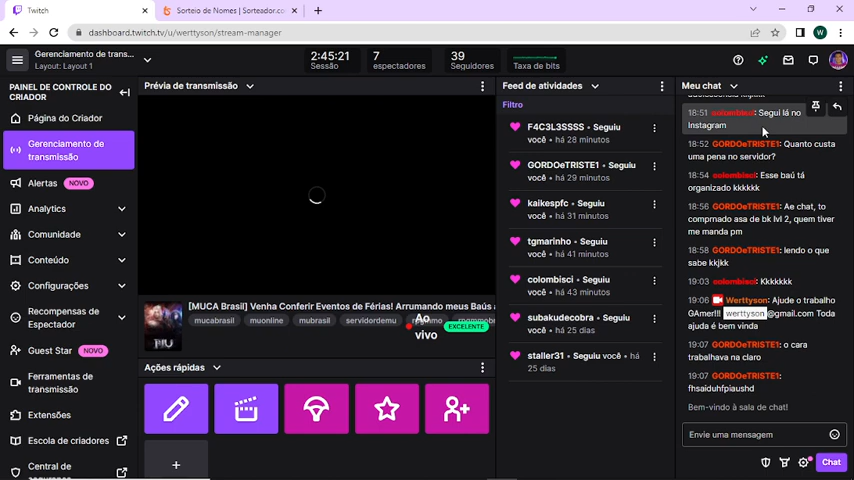 Twitch
Sorteio de Nomes | Sorteador.co
dashboard.twitch.tv/u/werttyson/stream-manager
W
Gerenciamento de trans...
Layout: Layout 1
2:45:21
Sessão
7
espectadores
39
Seguidores
Taxa de bits
PAINEL DE CONTROLE DO
CRIADOR
Página do Criador
Gerenciamento de
transmissão
Alertas NOVO
Analytics
Comunidade
Conteúdo
Configurações
Recompensas de
Espectador
Guest Star NOVO
Ferramentas de
transmissão
Extensões
Escola de criadores
Central de
segurança
Prévia de transmissão
[MUCA Brasil] Venha Conferir Eventos de Férias! Arrumando meus Baús a
mucabrasil muonline mubrasil servidordemu
Ao
vivo
EXCELENTE
MU
Ações rápidas
Feed de atividades
Filtro
F4C3L3SSSS • Seguiu
você • há 28 minutos
GORDOeTRISTE1 • Seguiu
você • há 29 minutos
kaikespfc • Seguiu
você • há 31 minutos
tgmarinho • Seguiu
você • há 41 minutos
colombisci • Seguiu
você • há 43 minutos
subakudecobra • Seguiu
você • há 25 dias
staller31 • Seguiu você • há
25 dias
Meu chat
18:51 colombisci: Segui lá no
Instagram
18:52 GORDOeTRISTE1: Quanto custa
uma pena no servidor?
18:54 colombisci: Esse baú tá
organizado kkkkkk
18:56 GORDOeTRISTE1: Ae chat, to
comprnado asa de bk lvl 2, quem tiver
me manda pm
18:58 GORDOeTRISTE1: lendo o que
sabe kkjkk
19:03 colombisci: Kkkkkkk
19:06 Werttyson: Ajude o trabalho
GAmer!!! werttyson@gmail.com Toda
ajuda é bem vinda
19:07 GORDOeTRISTE1: o cara
trabalhava na claro
19:07 GORDOeTRISTE1:
fhsaiduhfpiaushd
Bem-vindo à sala de chat!
Envie uma mensagem
Chat